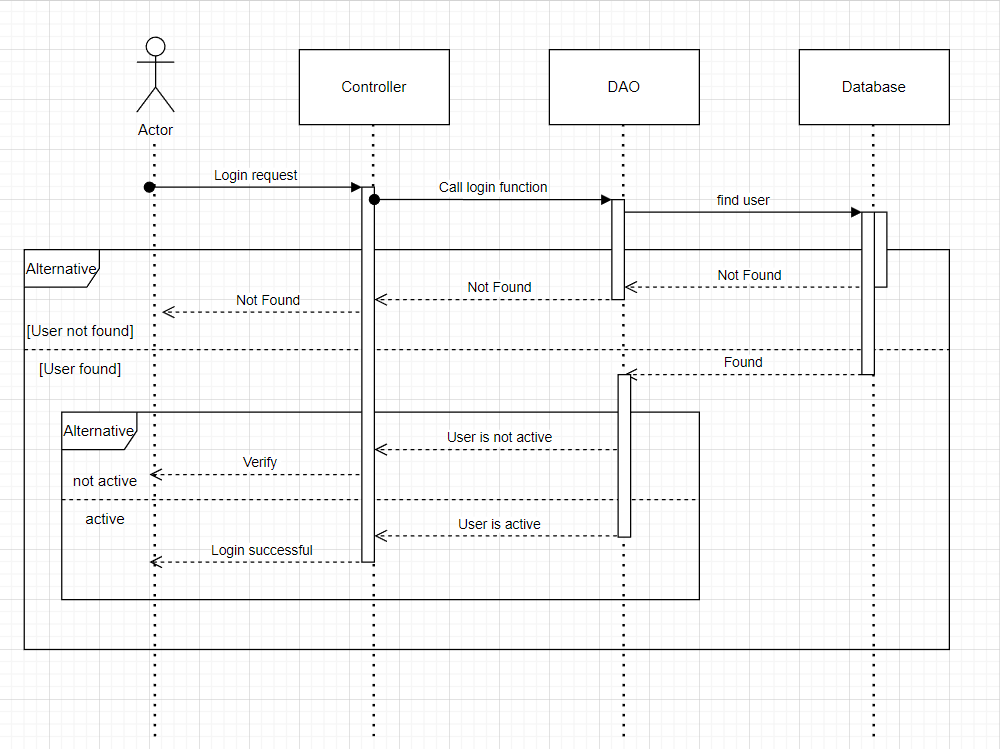 Actor
Controller
DAO
Database
Login request
Call login function
find user
Alternative
Not Found
Not Found
Not Found
[User not found]
[User found]
Found
Alternative
User is not active
Verify
not active
active
User is active
Login successful